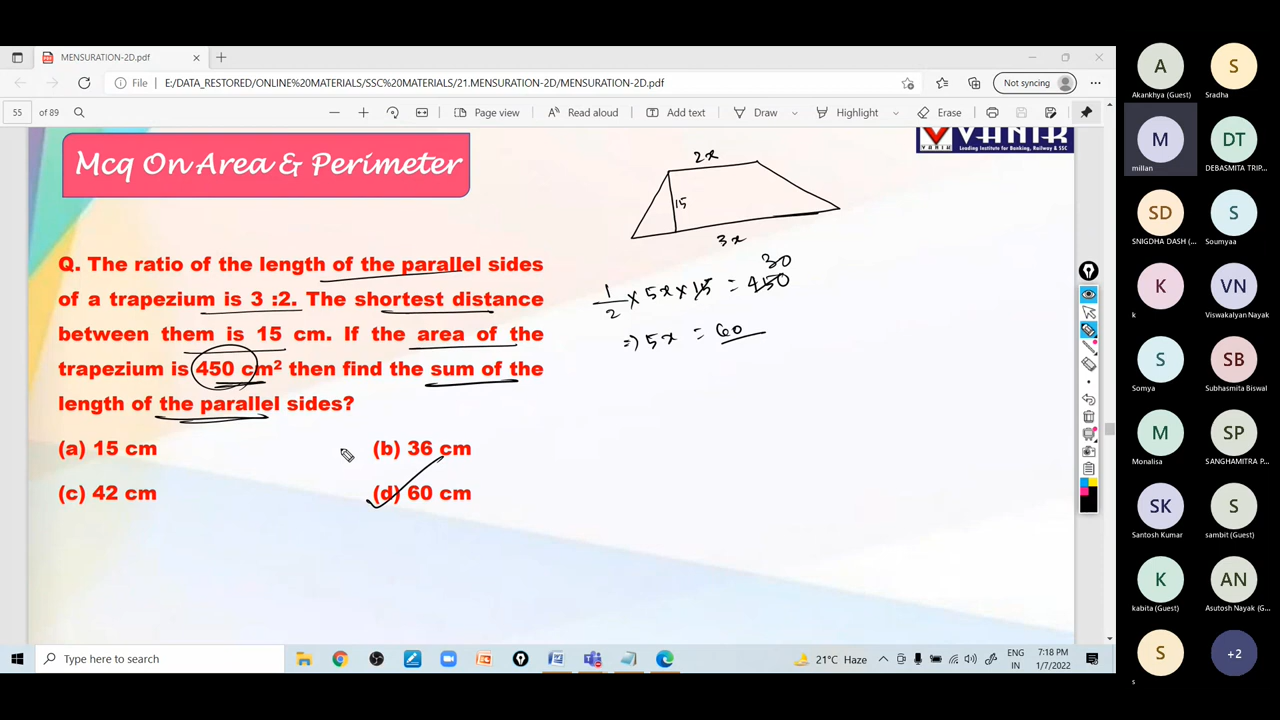 MENSURATION-2D.pdf
File E:/DATA_RESTORED/ONLINE%20MATERIALS/SSC%20MATERIALS/21.MENSURATION-2D/MENSURATION-2D.pdf Not syncing
55 of 89 Page view Read aloud Add text Draw Highlight Erase
Mcq On Area & Perimeter
VANIK
Leading Institute for Banking, Railway & SSC
2x
15
3x
Q. The ratio of the length of the parallel sides
of a trapezium is 3 :2. The shortest distance
between them is 15 cm. If the area of the
trapezium is 450 cm² then find the sum of the
length of the parallel sides?
(a) 15 cm (b) 36 cm
(c) 42 cm (d) 60 cm
30
1/2 × 5x × 15 = 450
⇒ 5x = 60
Type here to search
21°C Haze
ENG
IN
7:18 PM
1/7/2022
A
Akankhya (Guest)
S
Sradha
M
millan
DT
DEBASMITA TRIP...
SD
SNIGDHA DASH (...
S
Soumyaa
K
k
VN
Viswakalyan Nayak
S
Somya
SB
Subhasmita Biswal
M
Monalisa
SP
SANGHAMITRA P...
SK
Santosh Kumar
S
sambit (Guest)
K
kabita (Guest)
AN
Asutosh Nayak (G...
S
s
+2